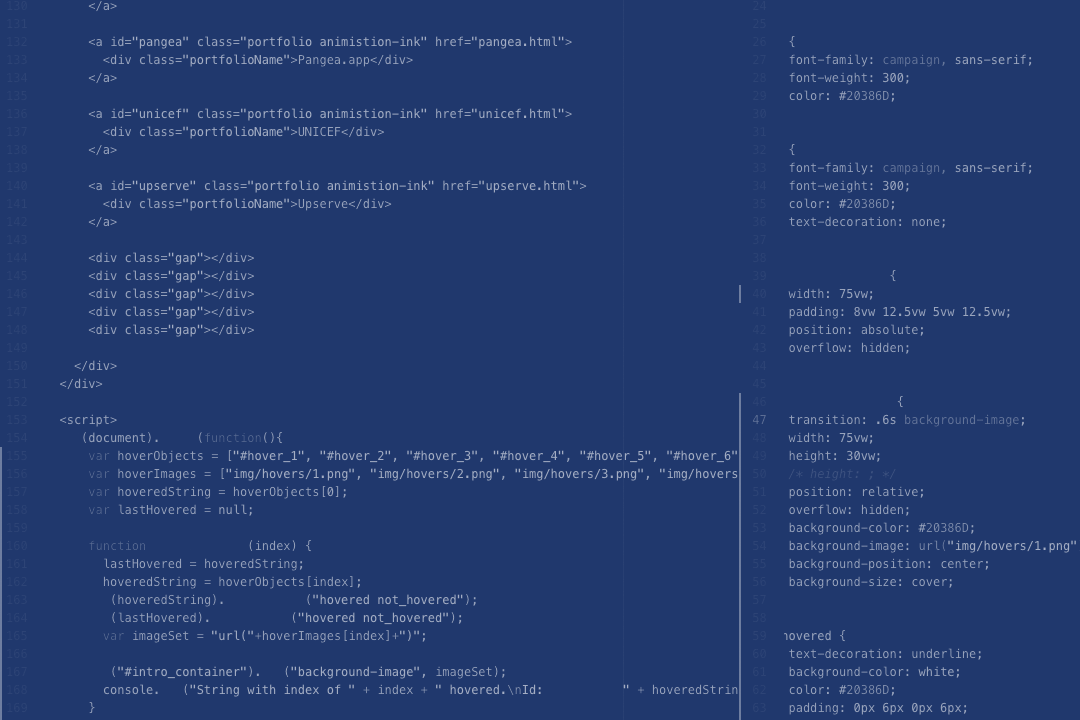 130 </a>
131
132 <a id="pangea" class="portfolio animistion-ink" href="pangea.html">
133 <div class="portfolioName">Pangea.app</div>
134 </a>
135
136 <a id="unicef" class="portfolio animistion-ink" href="unicef.html">
137 <div class="portfolioName">UNICEF</div>
138 </a>
139
140 <a id="upserve" class="portfolio animistion-ink" href="upserve.html">
141 <div class="portfolioName">Upserve</div>
142 </a>
143
144 <div class="gap"></div>
145 <div class="gap"></div>
146 <div class="gap"></div>
147 <div class="gap"></div>
148 <div class="gap"></div>
149
150 </div>
151 </div>
152
153 <script>
154 (document). (function(){
155 var hoverObjects = ["#hover_1", "#hover_2", "#hover_3", "#hover_4", "#hover_5", "#hover_6"
156 var hoverImages = ["img/hovers/1.png", "img/hovers/2.png", "img/hovers/3.png", "img/hovers
157 var hoveredString = hoverObjects[0];
158 var lastHovered = null;
159
160 function (index) {
161 lastHovered = hoveredString;
162 hoveredString = hoverObjects[index];
163 (hoveredString). ("hovered not_hovered");
164 (lastHovered). ("hovered not_hovered");
165 var imageSet = "url("+hoverImages[index]+")";
166
167 ("#intro_container"). ("background-image", imageSet);
168 console. ("String with index of " + index + " hovered.\nId: " + hoveredStrin
169 }
24
25
26 {
27 font-family: campaign, sans-serif;
28 font-weight: 300;
29 color: #20386D;
30
31
32 {
33 font-family: campaign, sans-serif;
34 font-weight: 300;
35 color: #20386D;
36 text-decoration: none;
37
38
39 {
40 width: 75vw;
41 padding: 8vw 12.5vw 5vw 12.5vw;
42 position: absolute;
43 overflow: hidden;
44
45
46 {
47 transition: .6s background-image;
48 width: 75vw;
49 height: 30vw;
50 /* height: ; */
51 position: relative;
52 overflow: hidden;
53 background-color: #20386D;
54 background-image: url("img/hovers/1.png"
55 background-position: center;
56 background-size: cover;
57
58
59 hovered {
60 text-decoration: underline;
61 background-color: white;
62 color: #20386D;
63 padding: 0px 6px 0px 6px;